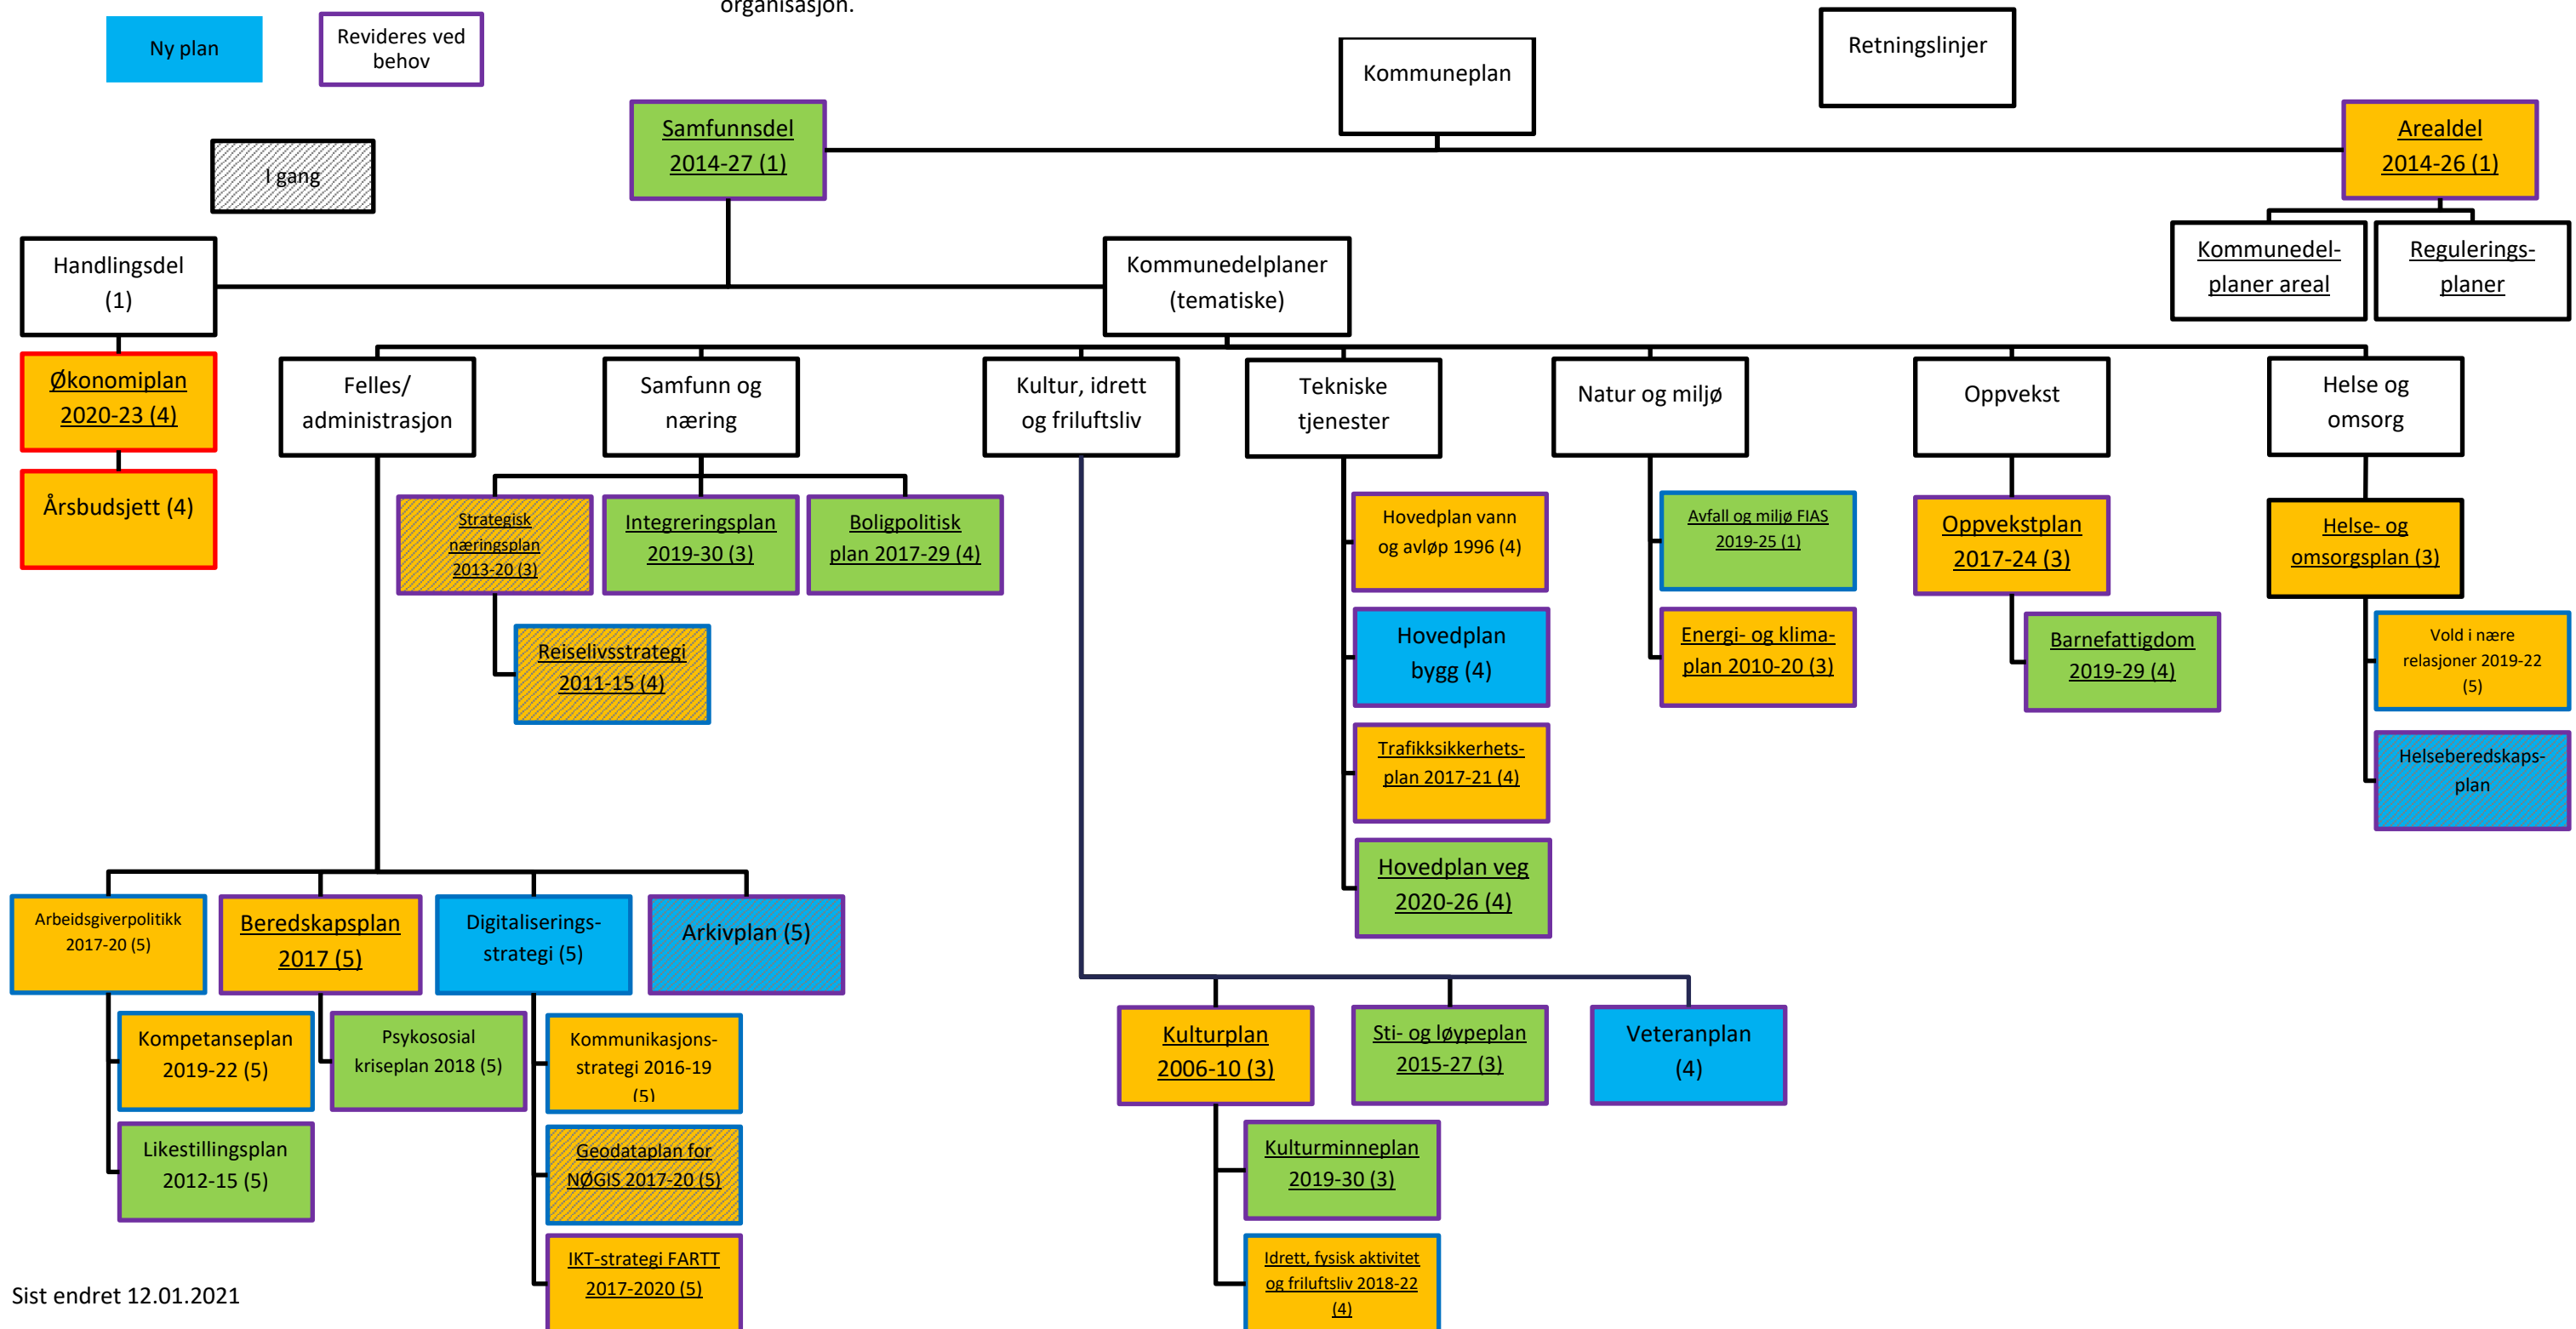 organisasjon.
Ny plan
Revideres ved
behov
Kommuneplan
Retningslinjer
Samfunnsdel
2014-27 (1)
Arealdel
2014-26 (1)
I gang
Handlingsdel
(1)
Kommunedelplaner
(tematiske)
Kommunedel-
planer areal
Regulerings-
planer
Økonomiplan
2020-23 (4)
Årsbudsjett (4)
Felles/
administrasjon
Samfunn og
næring
Kultur, idrett
og friluftsliv
Tekniske
tjenester
Natur og miljø
Oppvekst
Helse og
omsorg
Strategisk
næringsplan
2013-20 (3)
Integreringsplan
2019-30 (3)
Boligpolitisk
plan 2017-29 (4)
Reiselivsstrategi
2011-15 (4)
Hovedplan vann
og avløp 1996 (4)
Hovedplan
bygg (4)
Trafikksikkerhets-
plan 2017-21 (4)
Hovedplan veg
2020-26 (4)
Avfall og miljø FIAS
2019-25 (1)
Energi- og klima-
plan 2010-20 (3)
Oppvekstplan
2017-24 (3)
Barnefattigdom
2019-29 (4)
Helse- og
omsorgsplan (3)
Vold i nære
relasjoner 2019-22
(5)
Helseberedskaps-
plan
Arbeidsgiverpolitikk
2017-20 (5)
Beredskapsplan
2017 (5)
Digitaliserings-
strategi (5)
Arkivplan (5)
Kompetanseplan
2019-22 (5)
Likestillingsplan
2012-15 (5)
Psykososial
kriseplan 2018 (5)
Kommunikasjons-
strategi 2016-19
(5)
Geodataplan for
NØGIS 2017-20 (5)
IKT-strategi FARTT
2017-2020 (5)
Kulturplan
2006-10 (3)
Sti- og løypeplan
2015-27 (3)
Veteranplan
(4)
Kulturminneplan
2019-30 (3)
Idrett, fysisk aktivitet
og friluftsliv 2018-22
(4)
Sist endret 12.01.2021